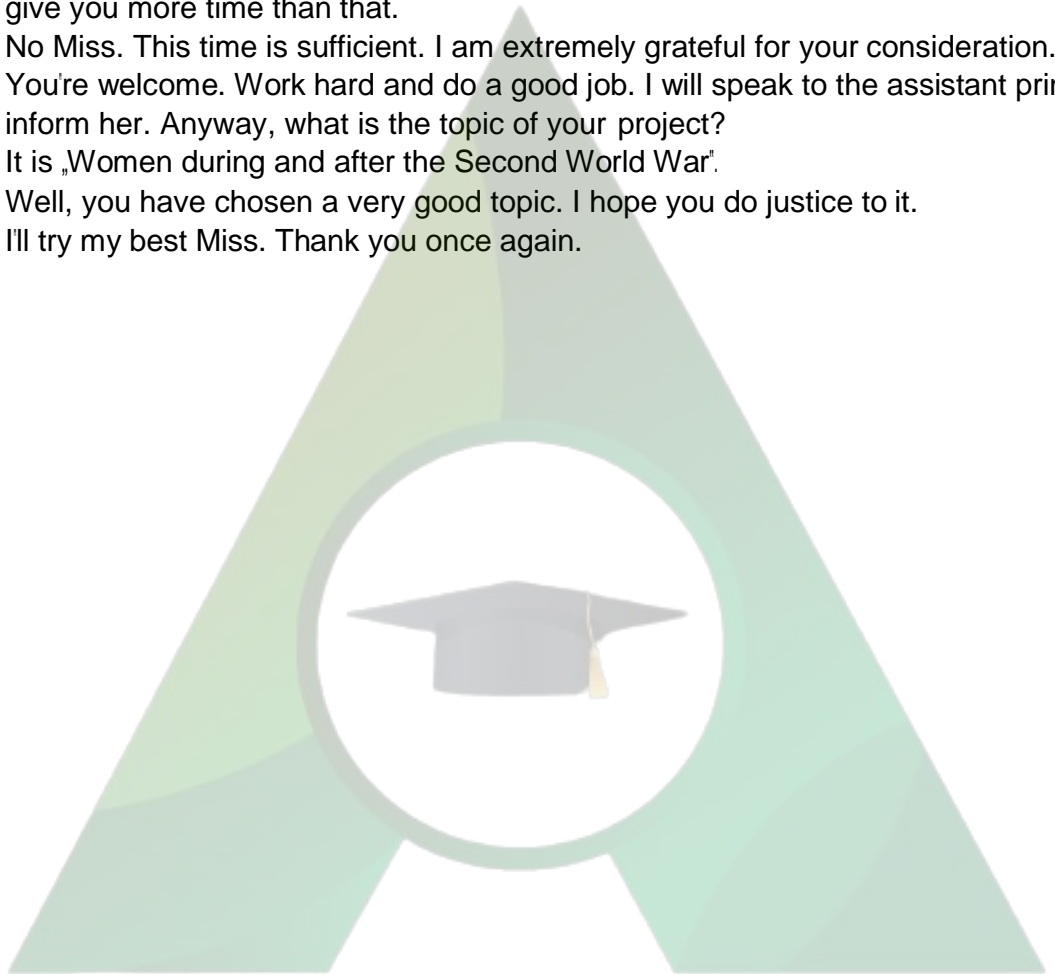 give you more time than that.
No Miss. This time is sufficient. I am extremely grateful for your consideration.
You're welcome. Work hard and do a good job. I will speak to the assistant
inform her. Anyway, what is the topic of your project?
It is „Women during and after the Second World War‟.
Well, you have chosen a very good topic. I hope you do justice to it.
I'll try my best Miss. Thank you once again.